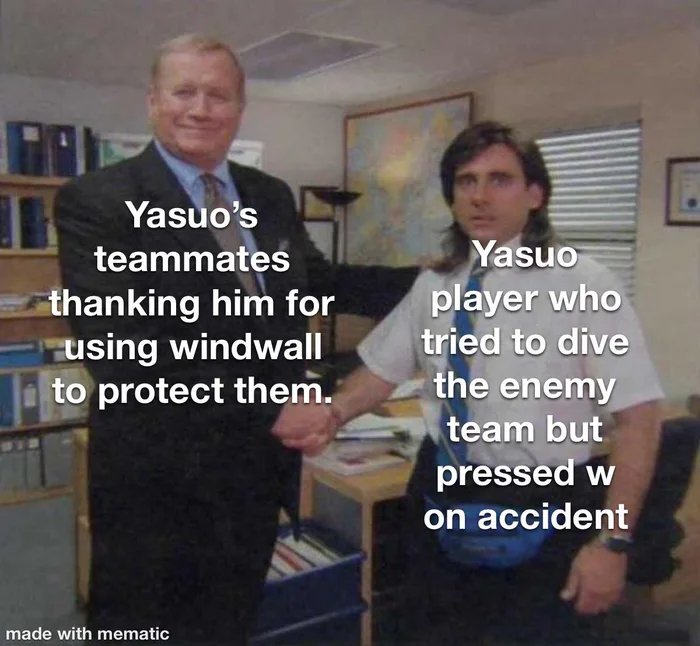 Yasuo's
teammates
thanking him for
using windwall
to protect them.
Yasuo
player who
tried to dive
the enemy
team but
pressed w
on accident
made with mematic